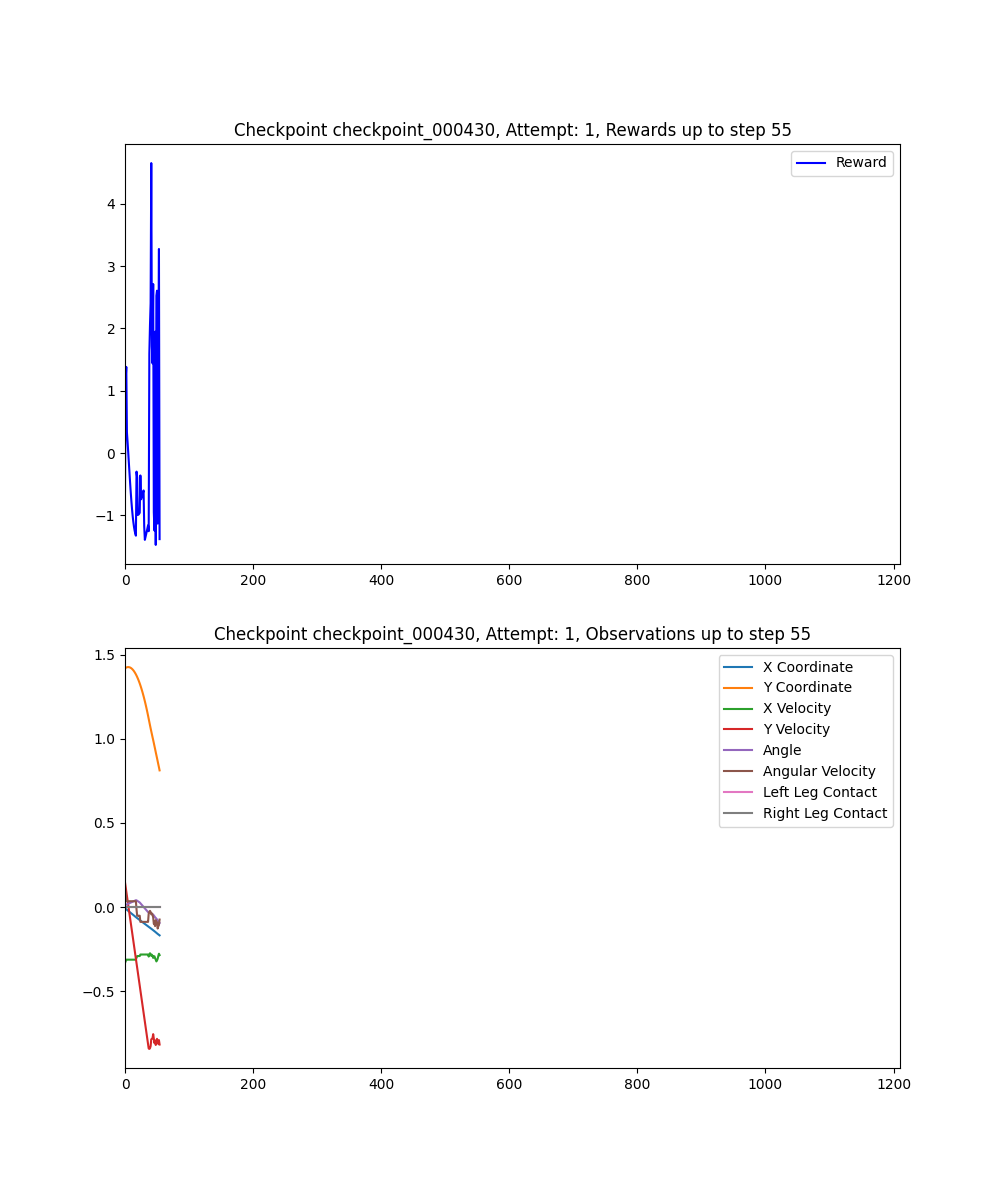 Checkpoint checkpoint_000430, Attempt: 1, Rewards up to step 55
Reward
4
3
2
1
0
−1
0 200 400 600 800 1000 1200
Checkpoint checkpoint_000430, Attempt: 1, Observations up to step 55
1.5
1.0
0.5
0.0
−0.5
X Coordinate
Y Coordinate
X Velocity
Y Velocity
Angle
Angular Velocity
Left Leg Contact
Right Leg Contact
0 200 400 600 800 1000 1200